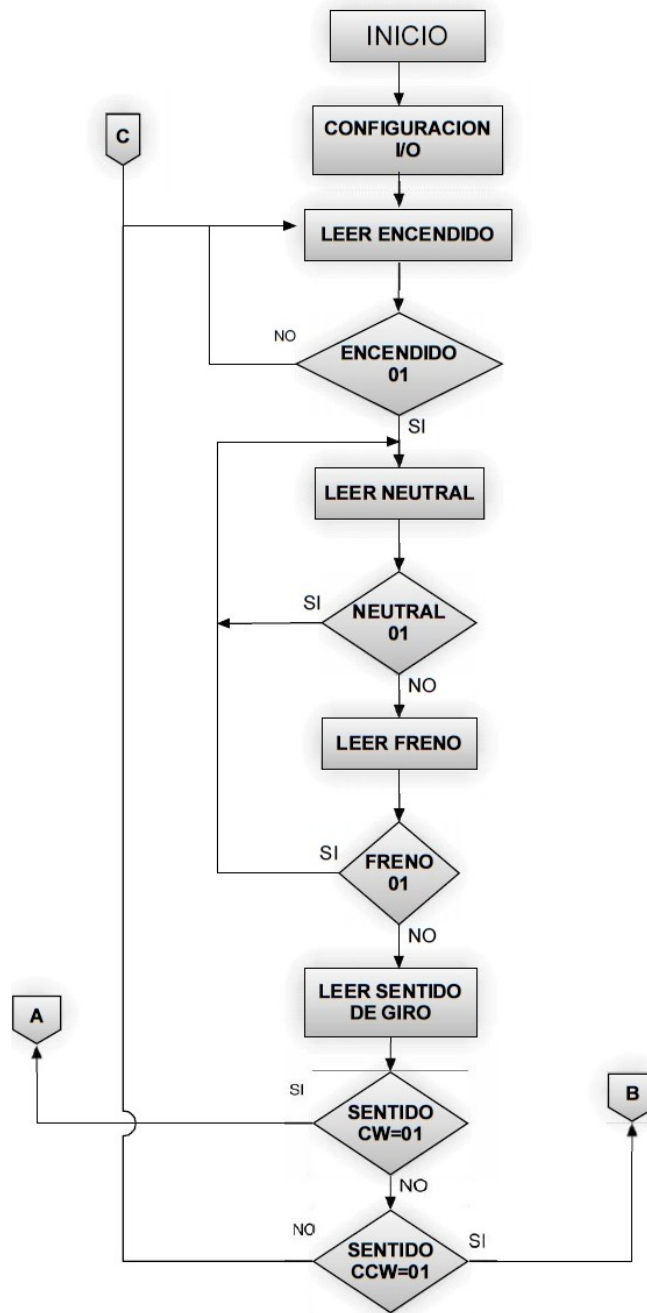 INICIO
C
CONFIGURACION
I/O
LEER ENCENDIDO
NO
ENCENDIDO
01
SI
LEER NEUTRAL
SI
NEUTRAL
01
NO
LEER FRENO
SI
FRENO
01
NO
LEER SENTIDO
DE GIRO
A
SI
SENTIDO
CW=01
B
NO
NO
SENTIDO
CCW=01
SI